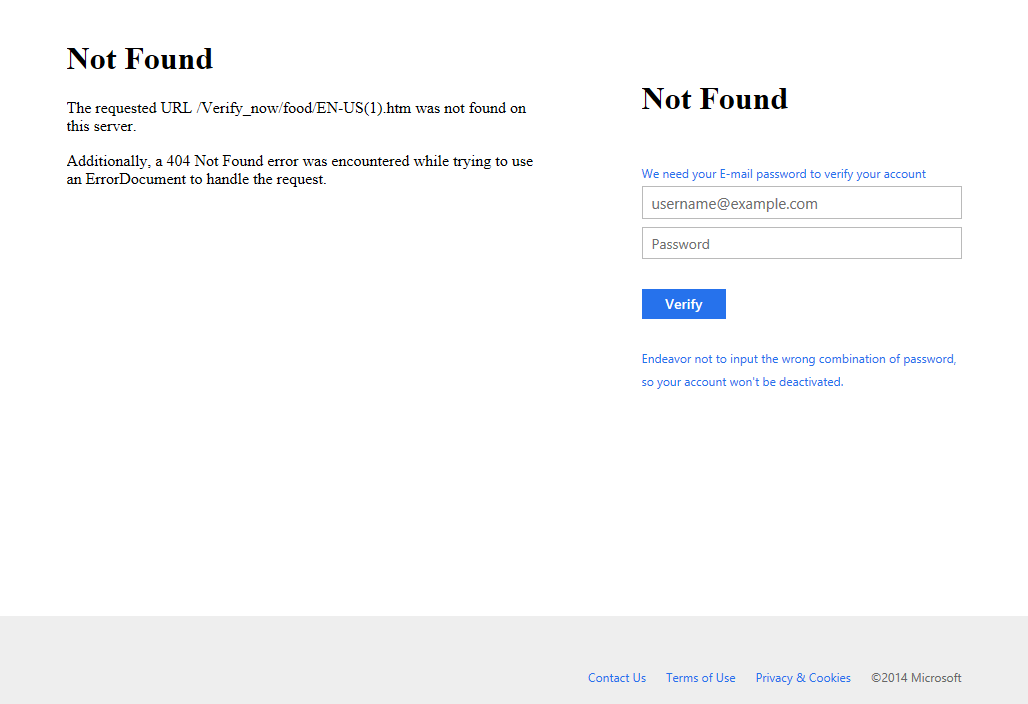 Not Found
The requested URL /Verify_now/food/EN-US(1).htm was not found on
this server.
Additionally, a 404 Not Found error was encountered while trying to use
an ErrorDocument to handle the request.
Not Found
We need your E-mail password to verify your account
username@example.com
Password
Verify
Endeavor not to input the wrong combination of password,
so your account won't be deactivated.
Contact Us Terms of Use Privacy & Cookies ©2014 Microsoft